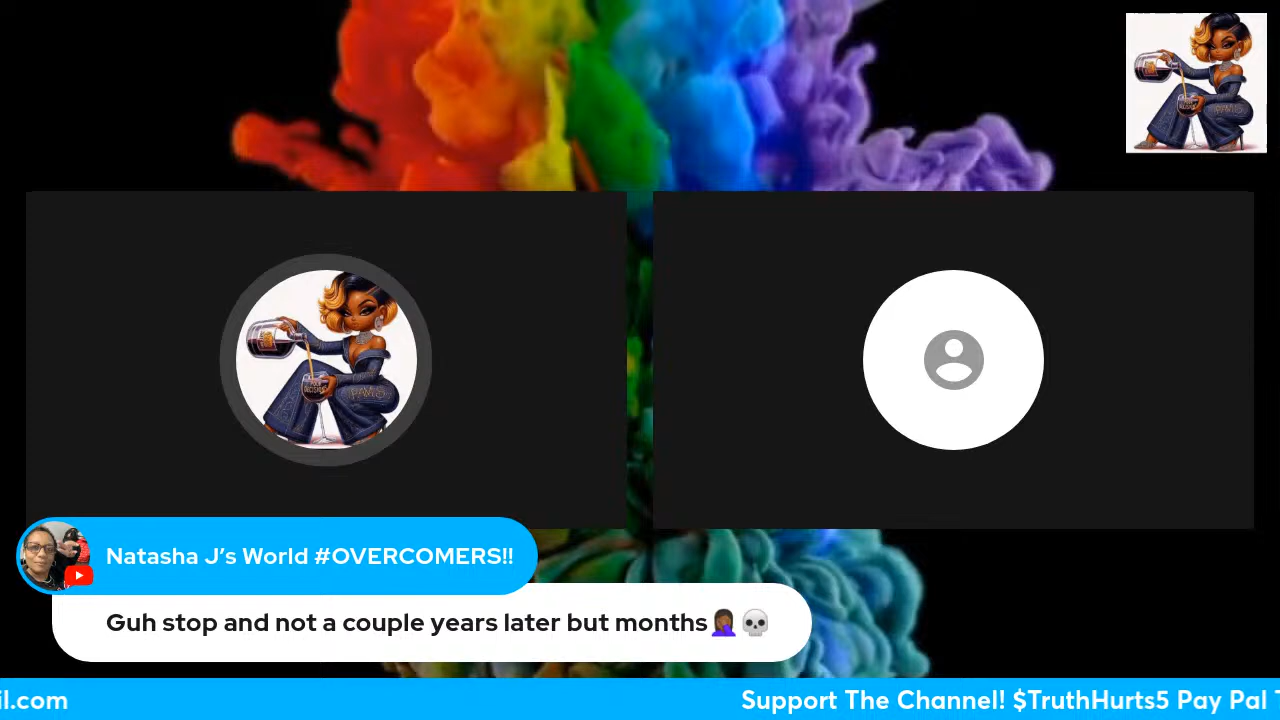 Natasha J’s World #OVERCOMERS!!
Guh stop and not a couple years later but months🤦🏾‍♀️💀
il.com Support The Channel! $TruthHurts5 Pay Pal